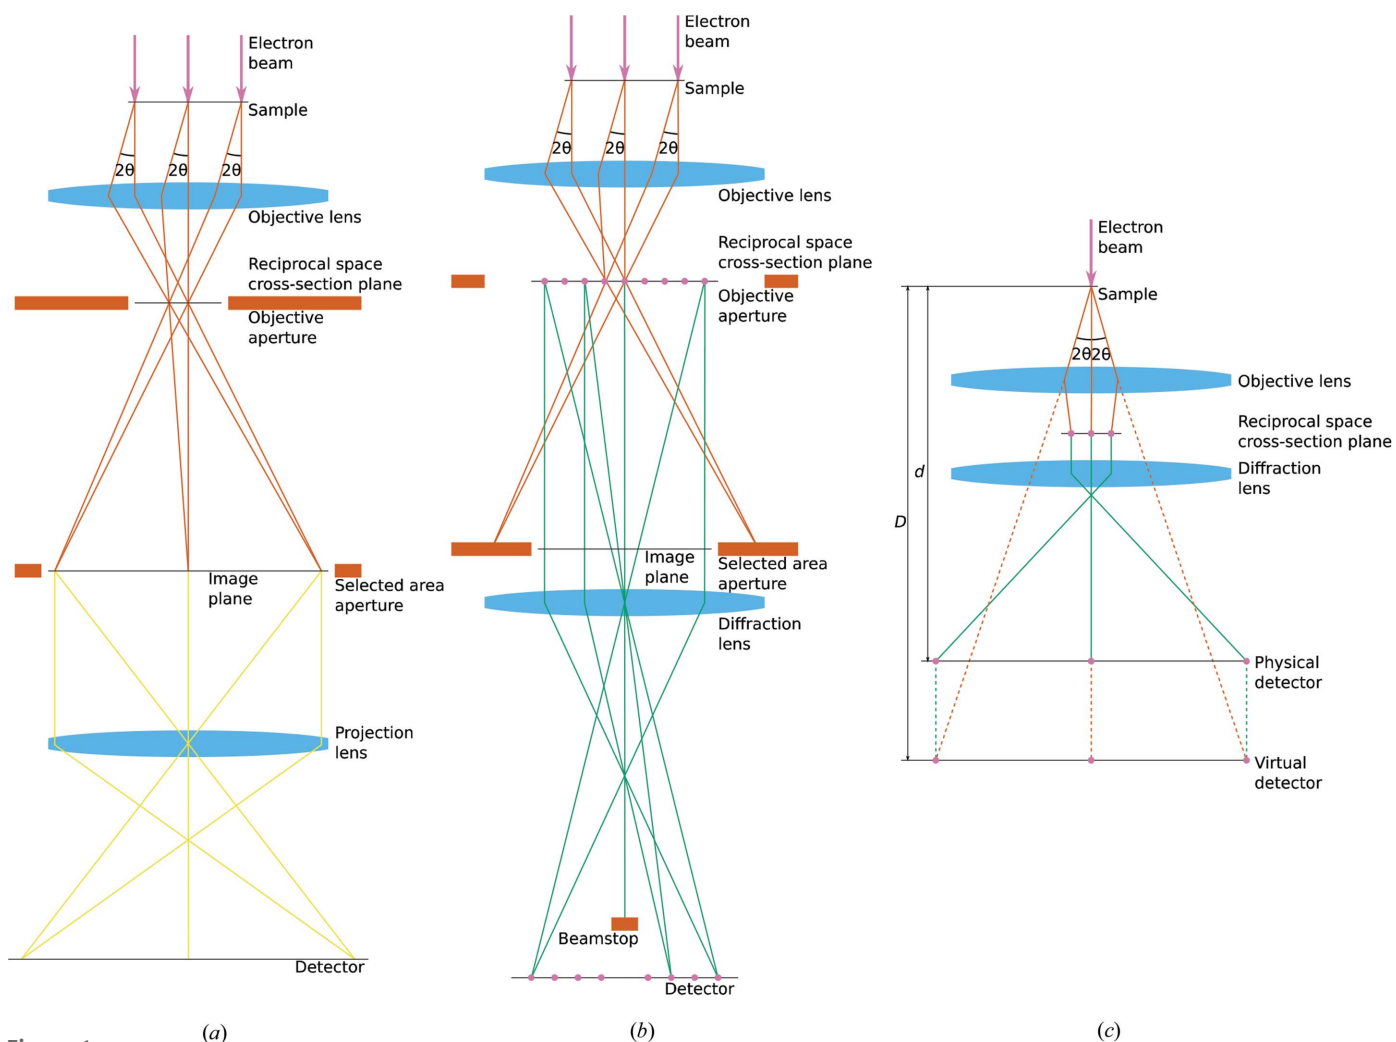 Electron
beam
Sample
2θ
2θ
2θ
Objective lens
Reciprocal space
cross-section plane
Objective
aperture
Image
plane
Selected area
aperture
Projection
lens
Detector
(a)
Electron
beam
Sample
2θ
2θ
2θ
Objective lens
Reciprocal space
cross-section plane
Objective
aperture
Image
plane
Selected area
aperture
Diffraction
lens
Beamstop
Detector
(b)
Electron
beam
Sample
2θ2θ
Objective lens
Reciprocal space
cross-section plane
Diffraction
lens
d
D
Physical
detector
Virtual
detector
(c)